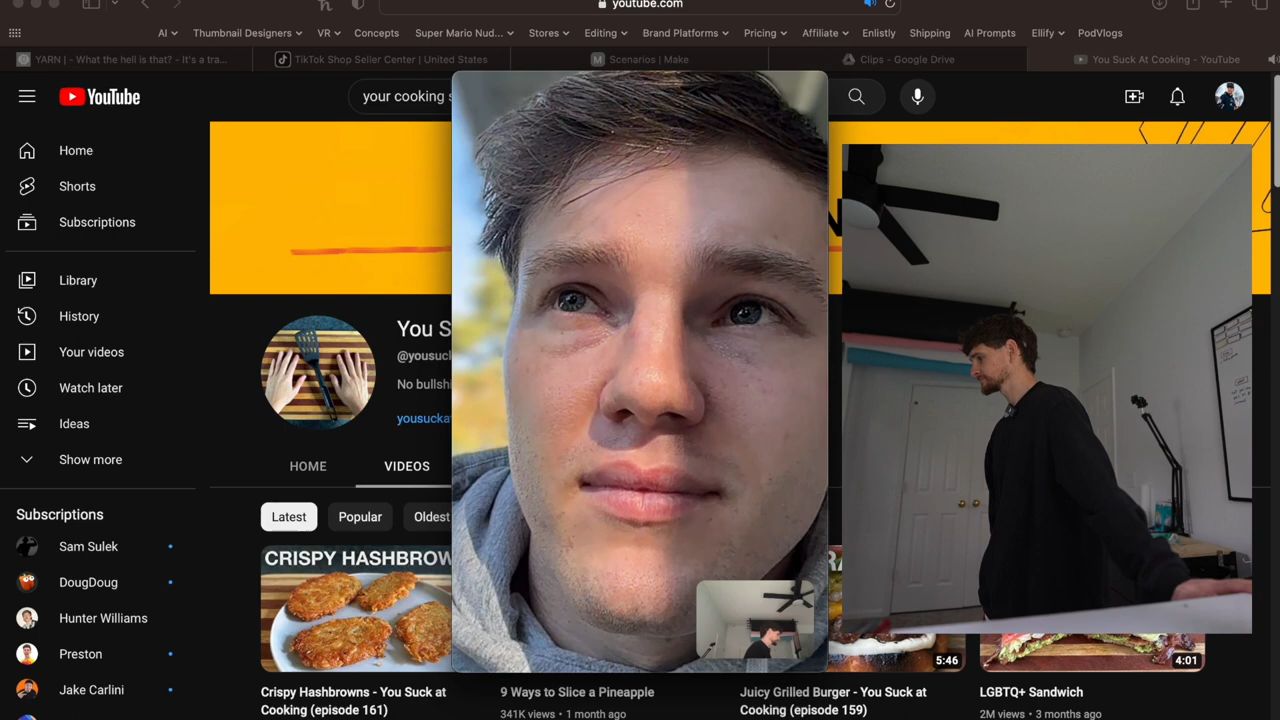 youtube.com
AI
Thumbnail Designers
VR
Concepts
Super Mario Nud...
Stores
Editing
Brand Platforms
Pricing
Affiliate
Enlistly
Shipping
AI Prompts
Ellify
PodVlogs
YARN | - What the hell is that? - It's a tra...
TikTok Shop Seller Center | United States
Scenarios | Make
Clips - Google Drive
You Suck At Cooking - YouTube
YouTube
your cooking s
Home
Shorts
Subscriptions
Library
History
Your videos
Watch later
Ideas
Show more
Subscriptions
Sam Sulek
DougDoug
Hunter Williams
Preston
Jake Carlini
You S
@yousuck
No bullshi
yousucka
HOME
VIDEOS
Latest
Popular
Oldest
CRISPY HASHBROW
5:46
4:01
Crispy Hashbrowns - You Suck at
Cooking (episode 161)
9 Ways to Slice a Pineapple
341K views • 1 month ago
Juicy Grilled Burger - You Suck at
Cooking (episode 159)
LGBTQ+ Sandwich
2M views • 3 months ago